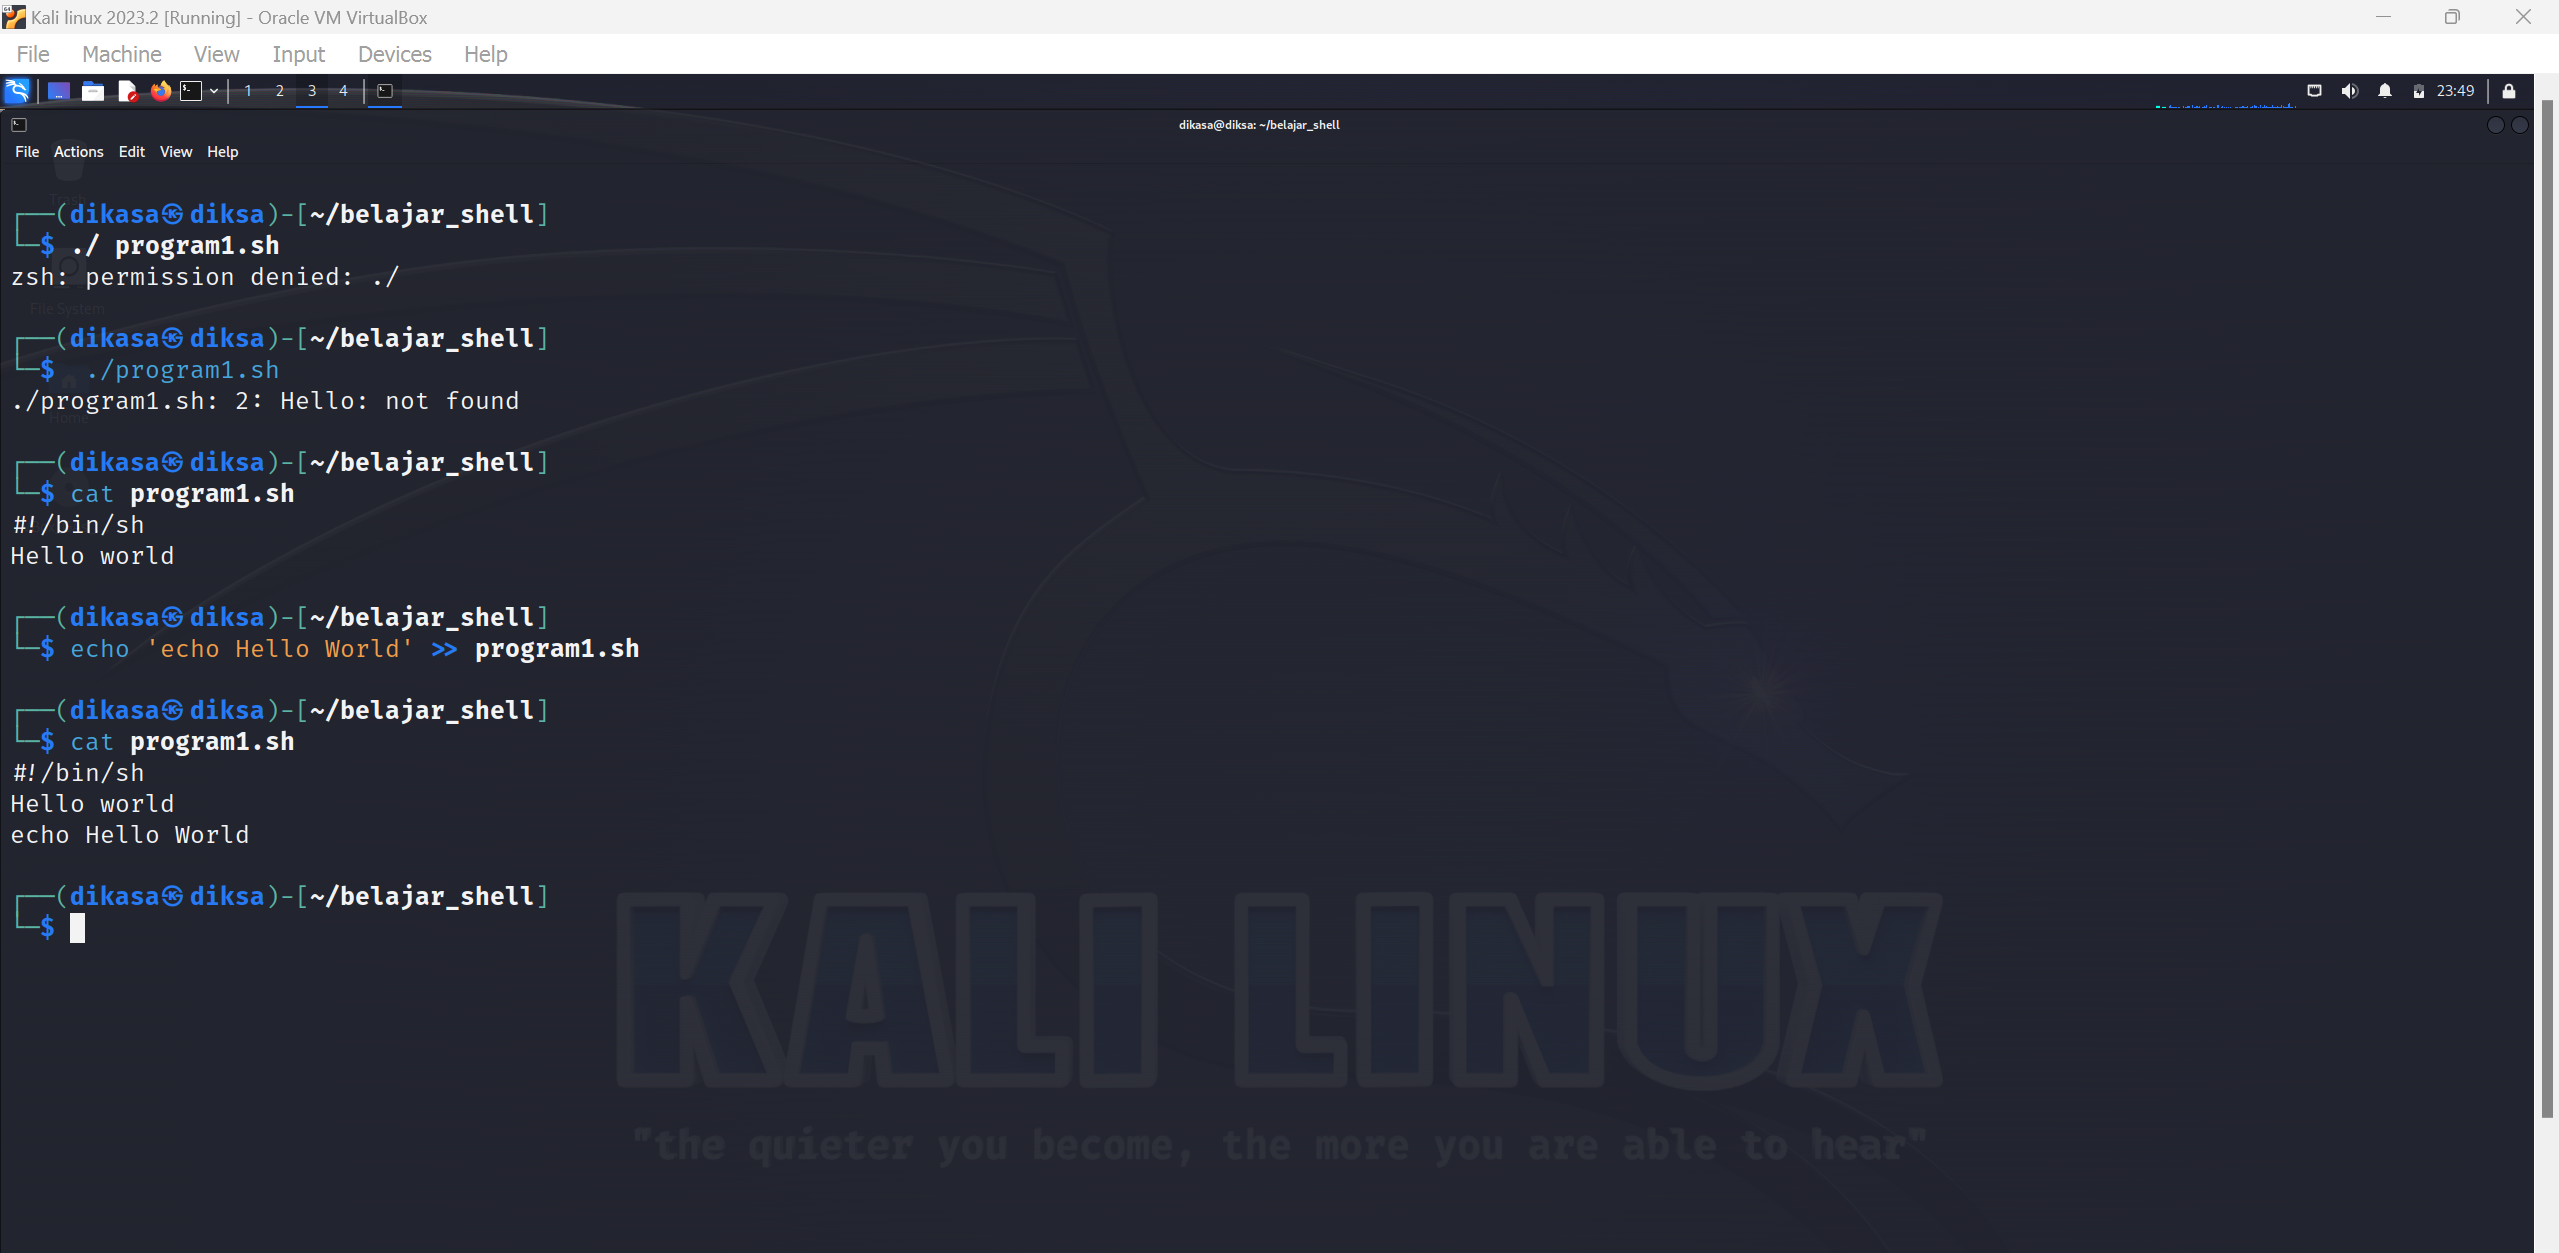 Kali linux 2023.2 [Running] - Oracle VM VirtualBox
File Machine View Input Devices Help
1 2 3 4 23:49
dikasa@diksa: ~/belajar_shell
File Actions Edit View Help
Trash
┌──(dikasa㉿diksa)-[~/belajar_shell]
└─$ ./ program1.sh
zsh: permission denied: ./
File System
┌──(dikasa㉿diksa)-[~/belajar_shell]
└─$ ./program1.sh
./program1.sh: 2: Hello: not found
Home
┌──(dikasa㉿diksa)-[~/belajar_shell]
└─$ cat program1.sh
#!/bin/sh
Hello world
┌──(dikasa㉿diksa)-[~/belajar_shell]
└─$ echo 'echo Hello World' >> program1.sh
┌──(dikasa㉿diksa)-[~/belajar_shell]
└─$ cat program1.sh
#!/bin/sh
Hello world
echo Hello World
┌──(dikasa㉿diksa)-[~/belajar_shell]
└─$
KALI LINUX
"the quieter you become, the more you are able to hear"